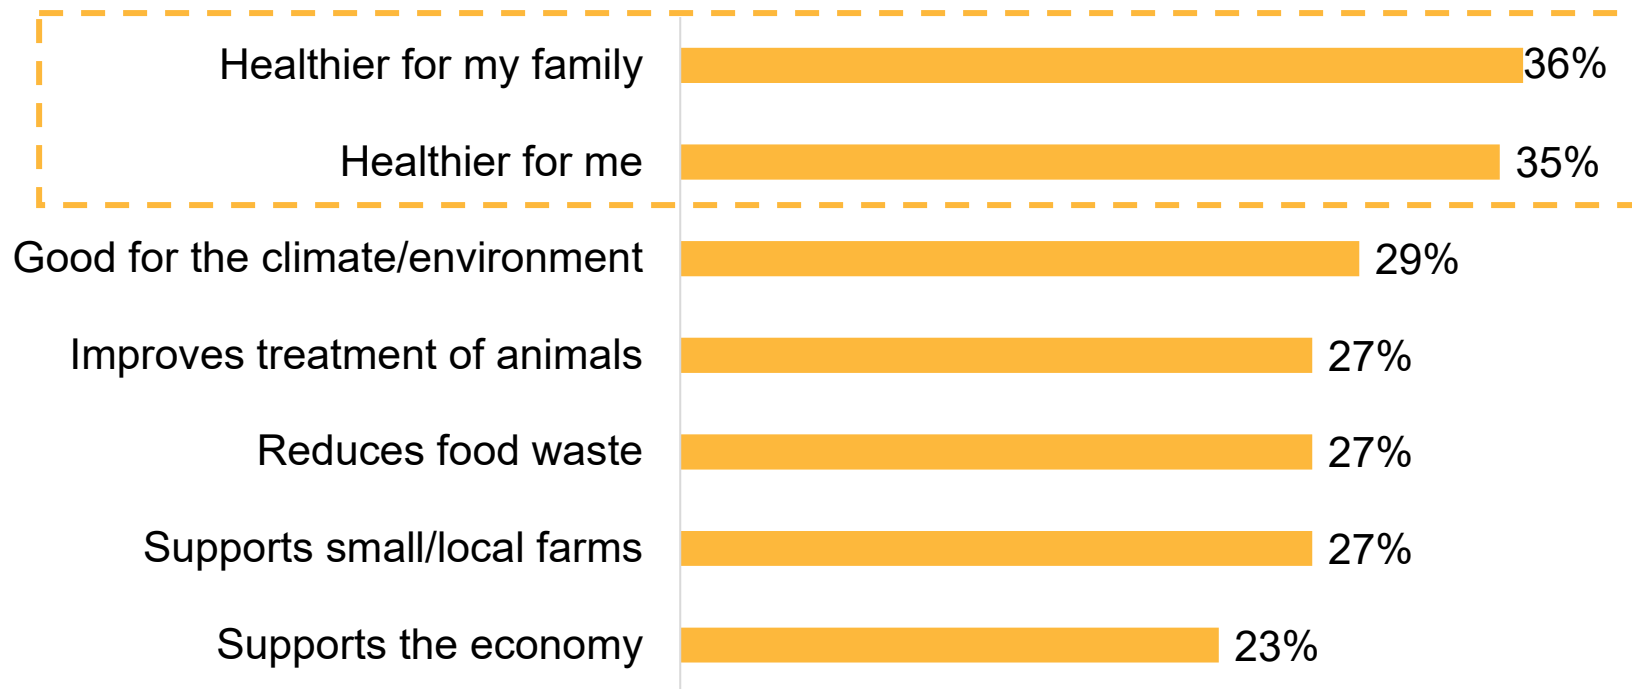 Healthier for my family 36%
Healthier for me 35%
Good for the climate/environment 29%
Improves treatment of animals 27%
Reduces food waste 27%
Supports small/local farms 27%
Supports the economy 23%